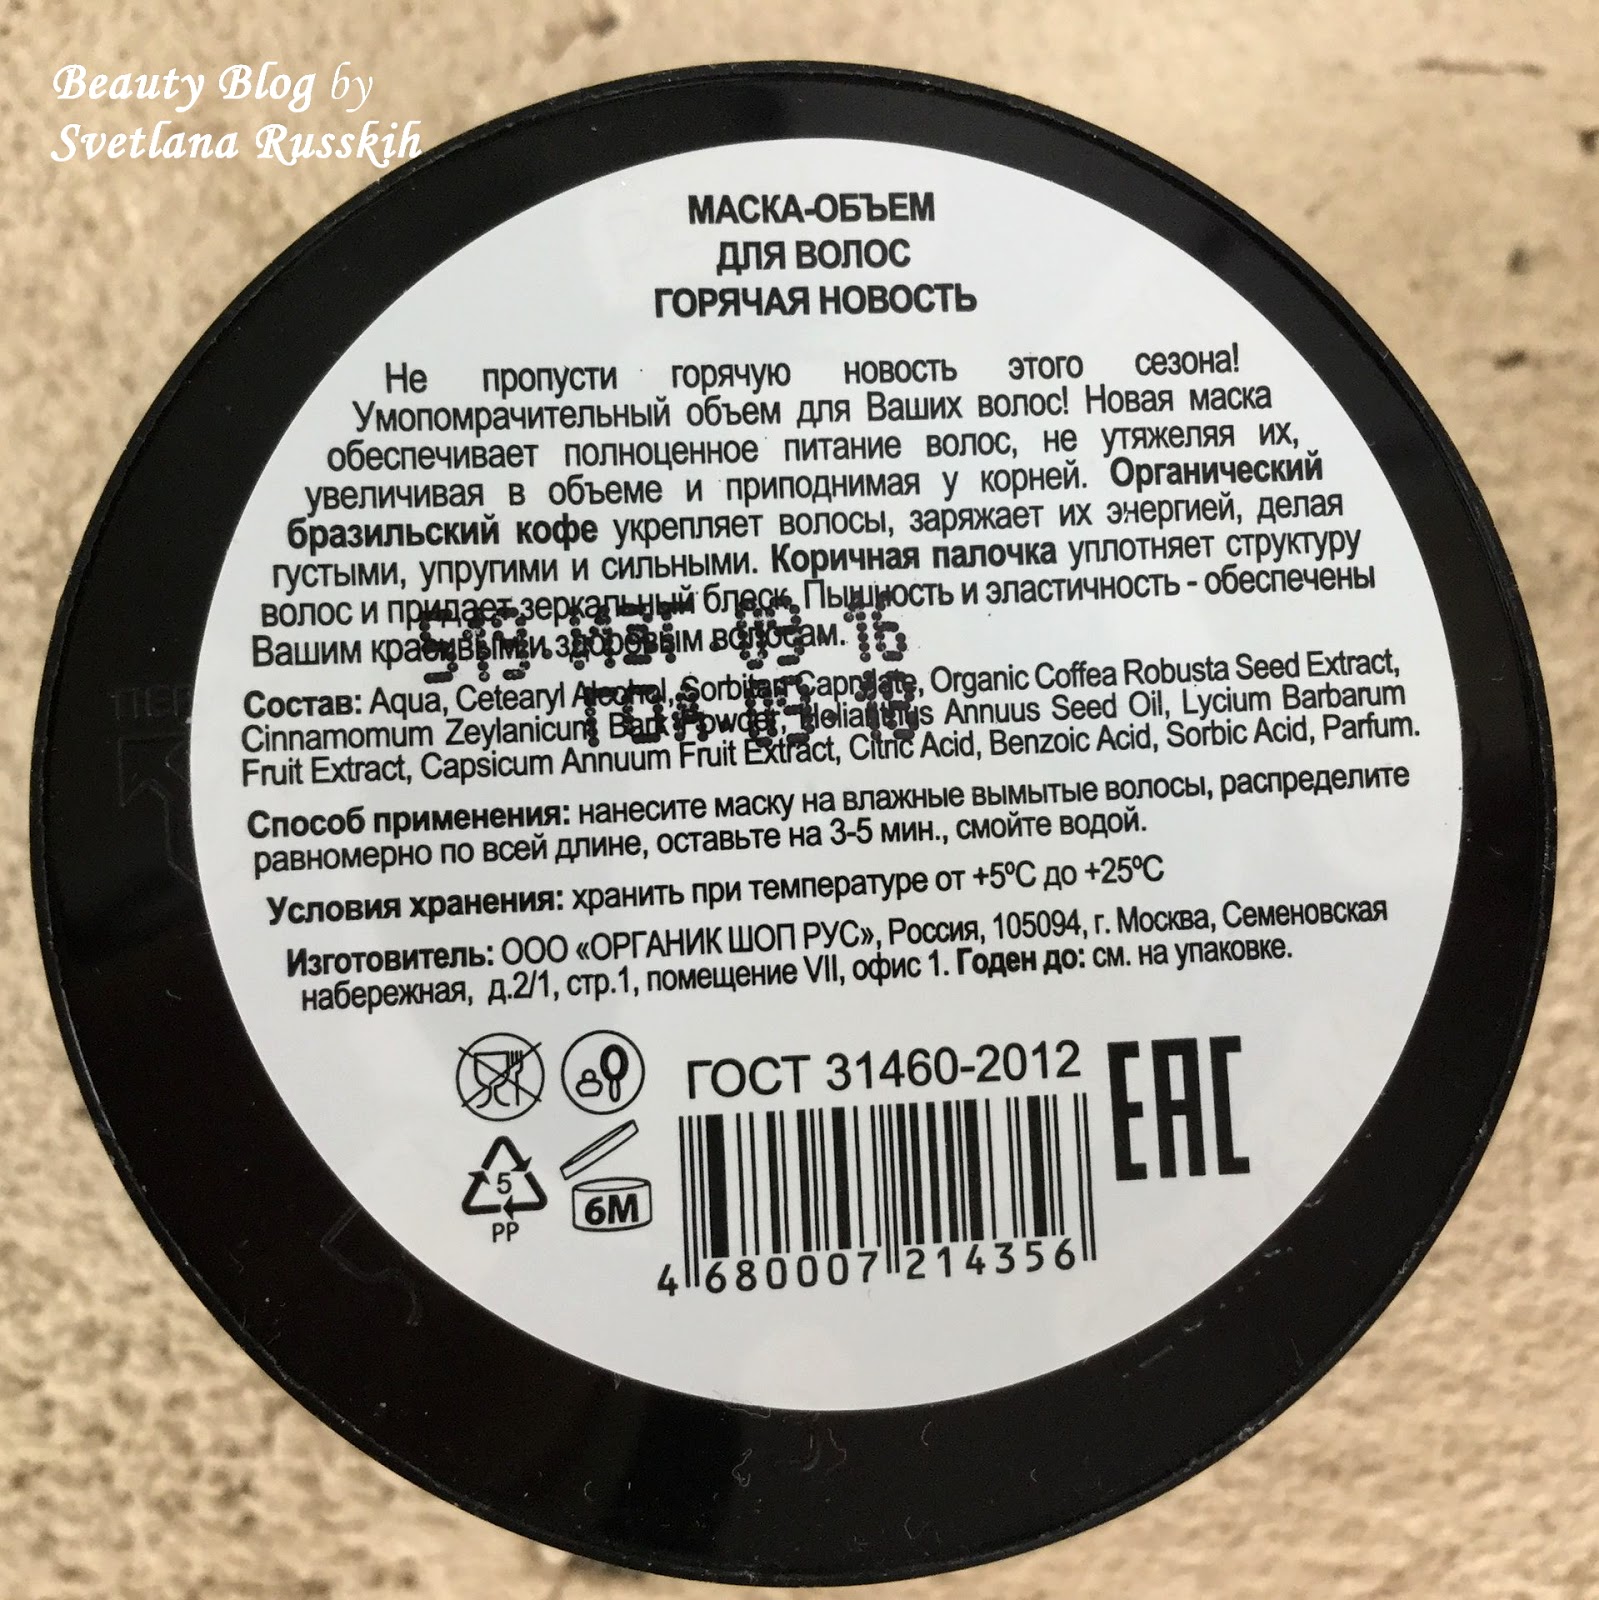 Beauty Blog by
Svetlana Russkih
МАСКА-ОБЪЕМ
ДЛЯ ВОЛОС
ГОРЯЧАЯ НОВОСТЬ
Не пропусти горячую новость этого сезона!
Умопомрачительный объем для Ваших волос! Новая маска
обеспечивает полноценное питание волос, не утяжеляя их,
увеличивая в объеме и приподнимая у корней. Органический
бразильский кофе укрепляет волосы, заряжает их энергией, делая
густыми, упругими и сильными. Коричная палочка уплотняет структуру
волос и придает зеркальный блеск. Пышность и эластичность - обеспечены
Вашим красивым и здоровым волосам.
Состав: Aqua, Cetearyl Alcohol, Sorbitan Caprylate, Organic Coffea Robusta Seed Extract,
Cinnamomum Zeylanicum Bark Powder, Helianthus Annuus Seed Oil, Lycium Barbarum
Fruit Extract, Capsicum Annuum Fruit Extract, Citric Acid, Benzoic Acid, Sorbic Acid, Parfum.
Способ применения: нанесите маску на влажные вымытые волосы, распределите
равномерно по всей длине, оставьте на 3-5 мин., смойте водой.
Условия хранения: хранить при температуре от +5ºС до +25ºС
Изготовитель: ООО «ОРГАНИК ШОП РУС», Россия, 105094, г. Москва, Семеновская
набережная, д.2/1, стр.1, помещение VII, офис 1. Годен до: см. на упаковке.
ГОСТ 31460-2012
EAC
5
PP
6M
4 680007 214356